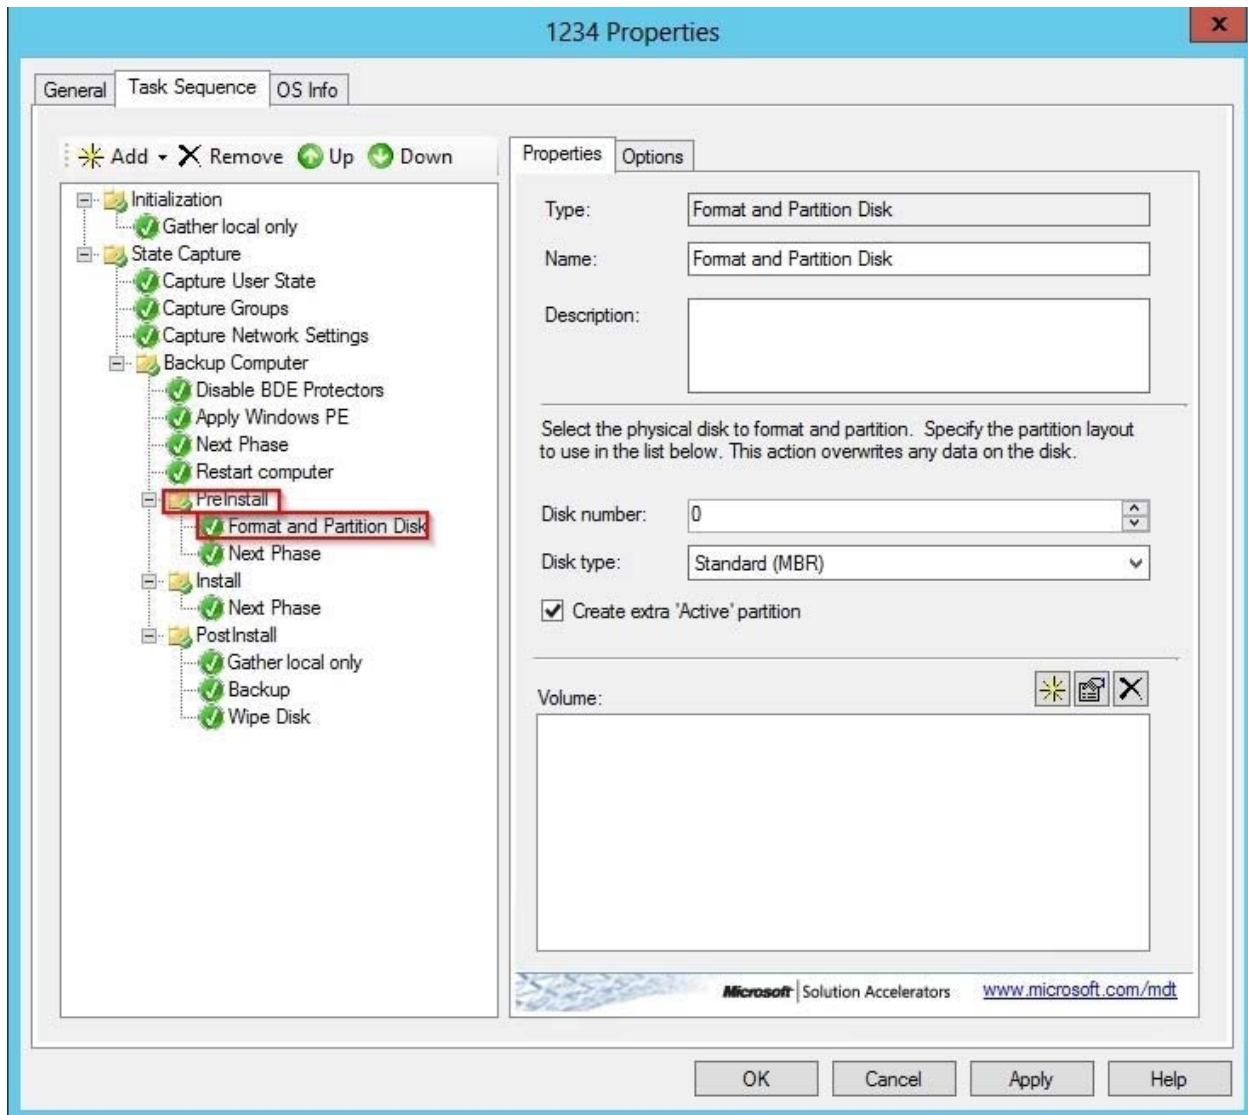 1234 Properties
x
General Task Sequence OS Info
Add Remove Up Down
Initialization
Gather local only
State Capture
Capture User State
Capture Groups
Capture Network Settings
Backup Computer
Disable BDE Protectors
Apply Windows PE
Next Phase
Restart computer
PreInstall
Format and Partition Disk
Next Phase
Install
Next Phase
PostInstall
Gather local only
Backup
Wipe Disk
Properties Options
Type: Format and Partition Disk
Name: Format and Partition Disk
Description:
Select the physical disk to format and partition. Specify the partition layout
to use in the list below. This action overwrites any data on the disk.
Disk number: 0
Disk type: Standard (MBR)
Create extra 'Active' partition
Volume:
Microsoft Solution Accelerators www.microsoft.com/mdt
OK Cancel Apply Help